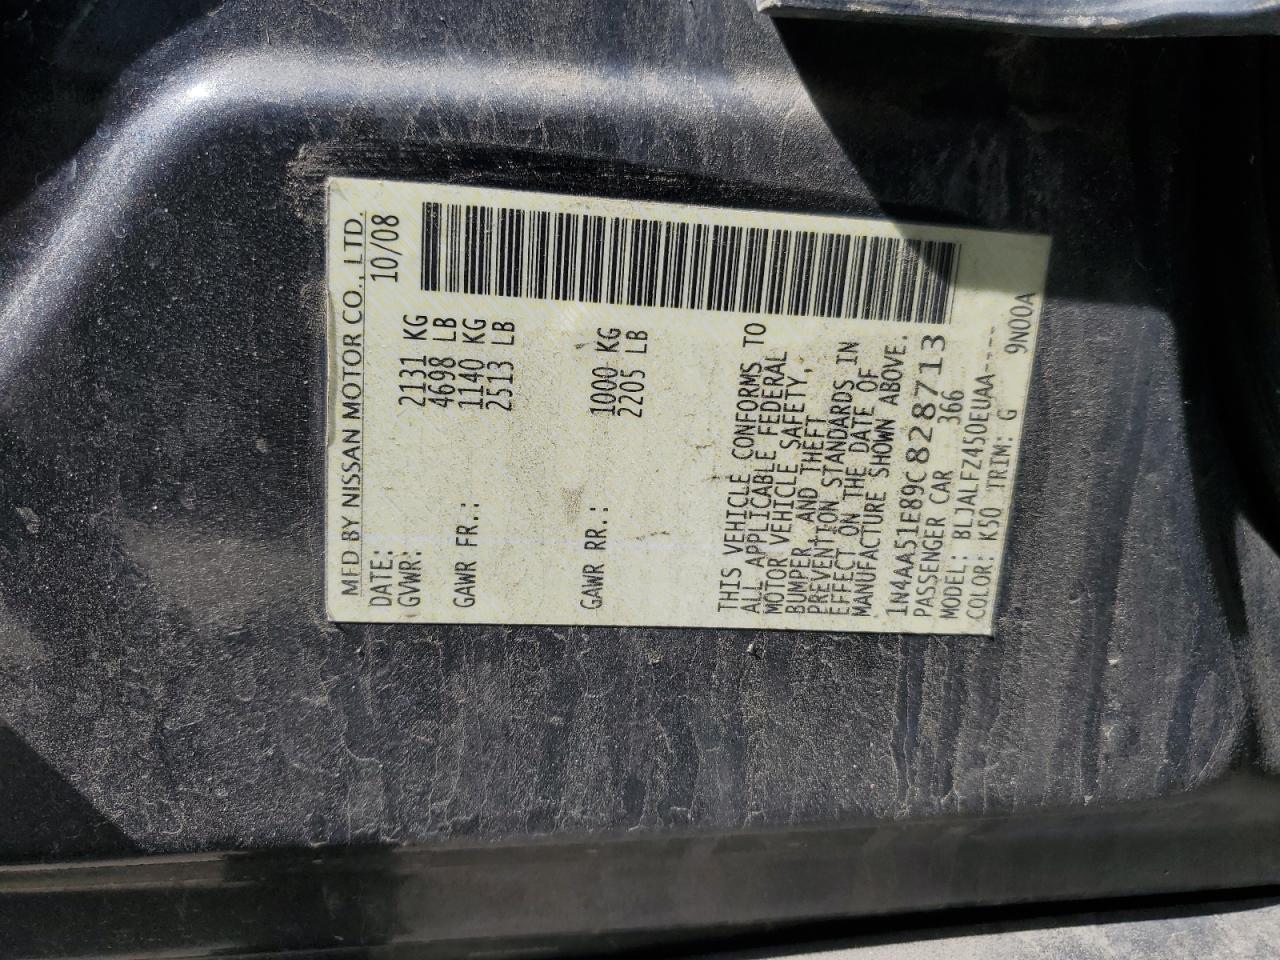 MFD BY NISSAN MOTOR CO., LTD.
DATE: 10/08
GVWR: 2131 KG
4698 LB
GAWR FR.: 1140 KG
2513 LB
GAWR RR.: 1000 KG
2205 LB
THIS VEHICLE CONFORMS TO
ALL APPLICABLE FEDERAL
MOTOR VEHICLE SAFETY,
BUMPER, AND THEFT
PREVENTION STANDARDS IN
EFFECT ON THE DATE OF
MANUFACTURE SHOWN ABOVE.
1N4AA51E89C828713
PASSENGER CAR 366
MODEL: BLJALFZ450EUAA----
COLOR: K50 TRIM: G 9N00A